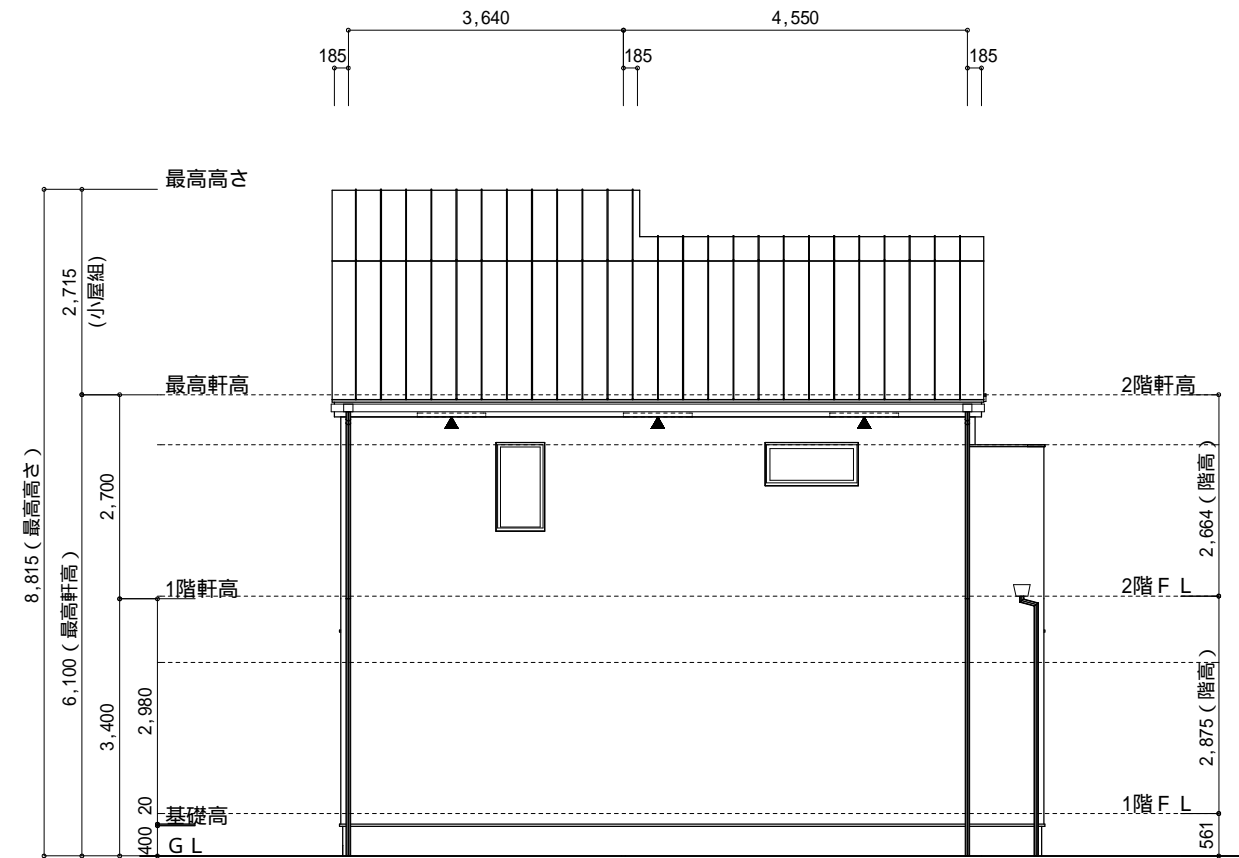 3,640
4,550
185
185
185
最高高さ
2,715
(小屋組)
最高軒高
2階軒高
8,815(最高高さ)
6,100(最高軒高)
2,700
2,664(階高)
1階軒高
2階FL
3,400
2,980
2,875(階高)
20
基礎高
1階FL
400
GL
561